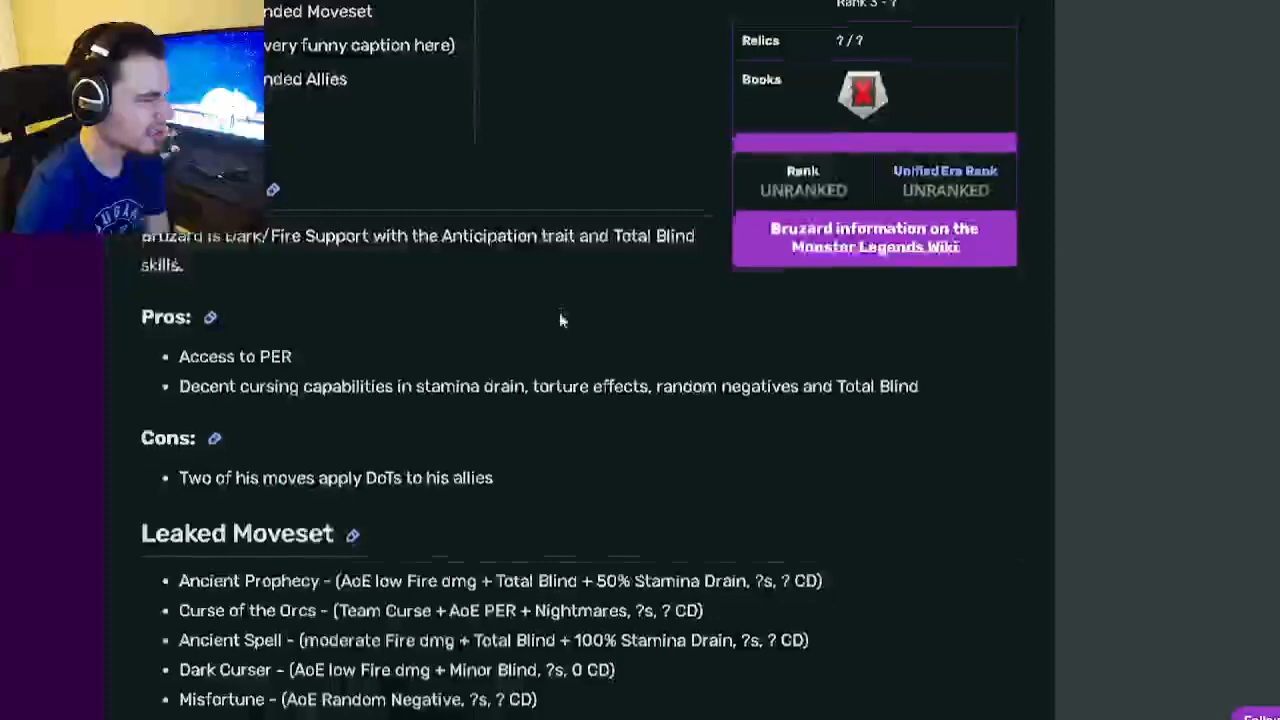 nded Moveset
very funny caption here)
nded Allies
Rank 3 - ?
Relics ? / ?
Books
Rank Unified Era Rank
UNRANKED UNRANKED
Bruzard information on the
Monster Legends Wiki
Bruzard is Dark/Fire Support with the Anticipation trait and Total Blind
skills.
Pros:
• Access to PER
• Decent cursing capabilities in stamina drain, torture effects, random negatives and Total Blind
Cons:
• Two of his moves apply DoTs to his allies
Leaked Moveset
• Ancient Prophecy - (AoE low Fire dmg + Total Blind + 50% Stamina Drain, ?s, ? CD)
• Curse of the Orcs - (Team Curse + AoE PER + Nightmares, ?s, ? CD)
• Ancient Spell - (moderate Fire dmg + Total Blind + 100% Stamina Drain, ?s, ? CD)
• Dark Curser - (AoE low Fire dmg + Minor Blind, ?s, 0 CD)
• Misfortune - (AoE Random Negative, ?s, ? CD)